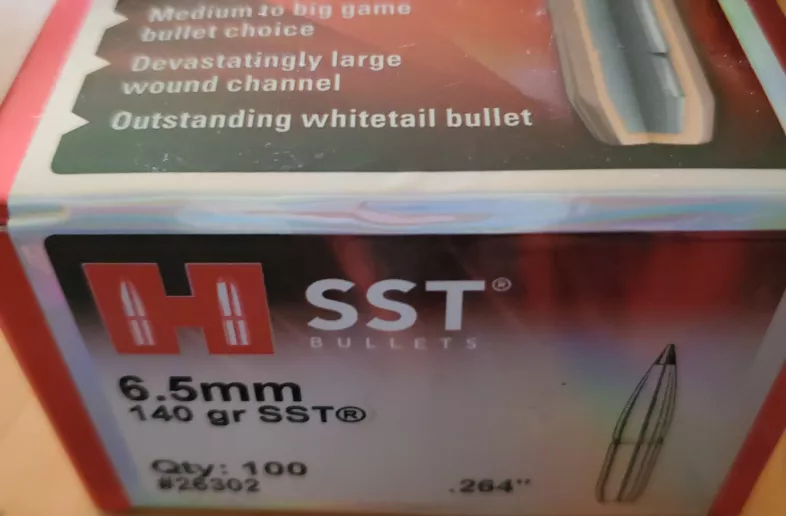 Medium to big game
bullet choice
Devastatingly large
wound channel
Outstanding whitetail bullet
H SST®
BULLETS
6.5mm
140 gr SST®
Qty: 100
#26302 .264"